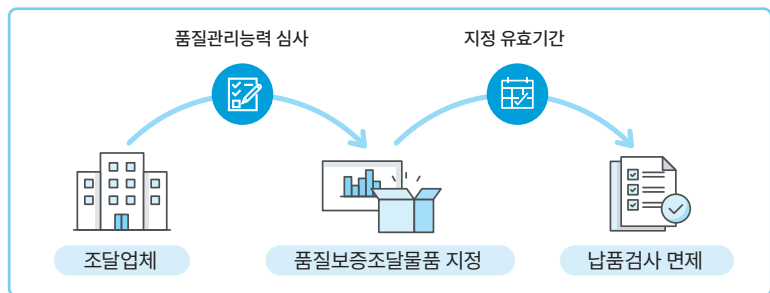 품질관리능력 심사
지정 유효기간
조달업체
품질보증조달물품 지정
납품검사 면제